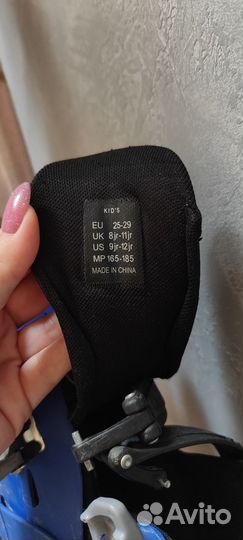 KID'S
EU 25-29
UK 8jr-11jr
US 9jr-12jr
MP 165-185
MADE IN CHINA
Avito